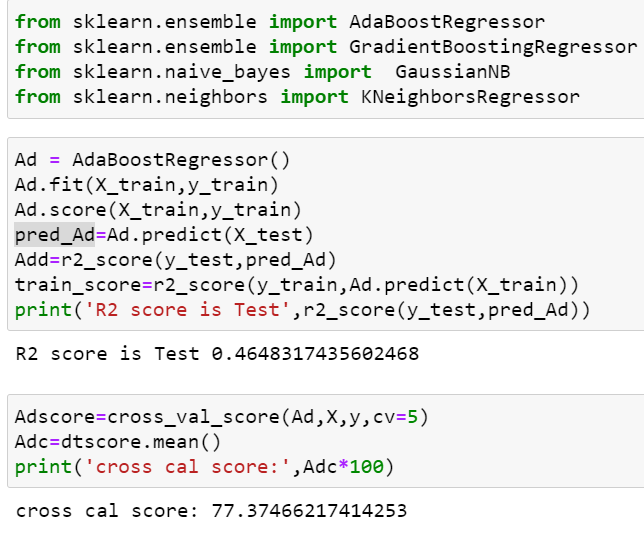 from sklearn.ensemble import AdaBoostRegressor
from sklearn.ensemble import GradientBoostingRegressor
from sklearn.naive_bayes import  GaussianNB
from sklearn.neighbors import KNeighborsRegressor
Ad = AdaBoostRegressor()
Ad.fit(X_train,y_train)
Ad.score(X_train,y_train)
pred_Ad=Ad.predict(X_test)
Add=r2_score(y_test,pred_Ad)
train_score=r2_score(y_train,Ad.predict(X_train))
print('R2 score is Test',r2_score(y_test,pred_Ad))
R2 score is Test 0.4648317435602468
Adscore=cross_val_score(Ad,X,y,cv=5)
Adc=dtscore.mean()
print('cross cal score:',Adc*100)
cross cal score: 77.37466217414253